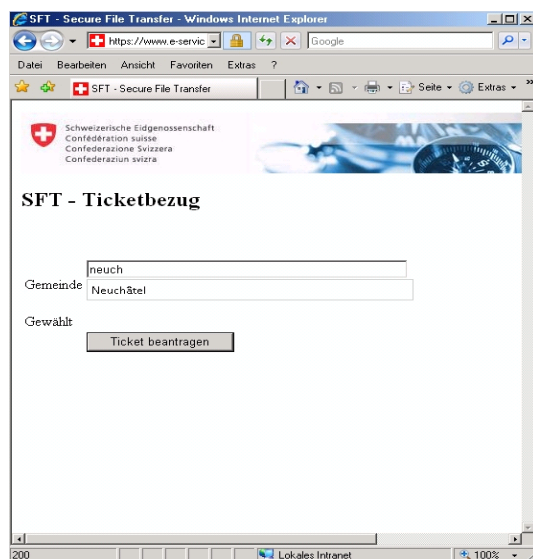 SFT - Secure File Transfer - Windows Internet Explorer
https://www.e-servic
Google
Datei Bearbeiten Ansicht Favoriten Extras ?
SFT - Secure File Transfer
Seite
Extras
»
Schweizerische Eidgenossenschaft
Confédération suisse
Confederazione Svizzera
Confederaziun svizra
SFT - Ticketbezug
neuch
Gemeinde
Neuchâtel
Gewählt
Ticket beantragen
200
Lokales Intranet
100%